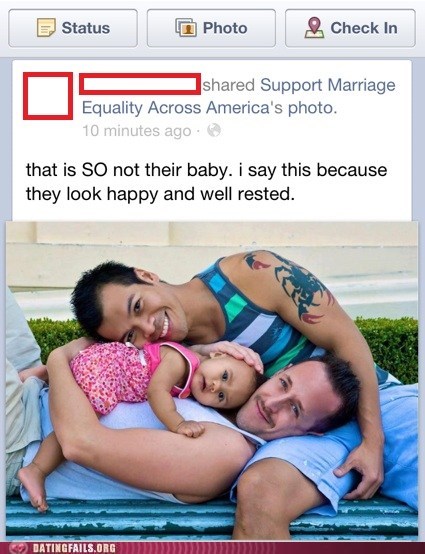 Status
Photo
Check In
shared Support Marriage
Equality Across America's photo.
10 minutes ago ·
that is SO not their baby. i say this because
they look happy and well rested.
DATINGFAILS.ORG